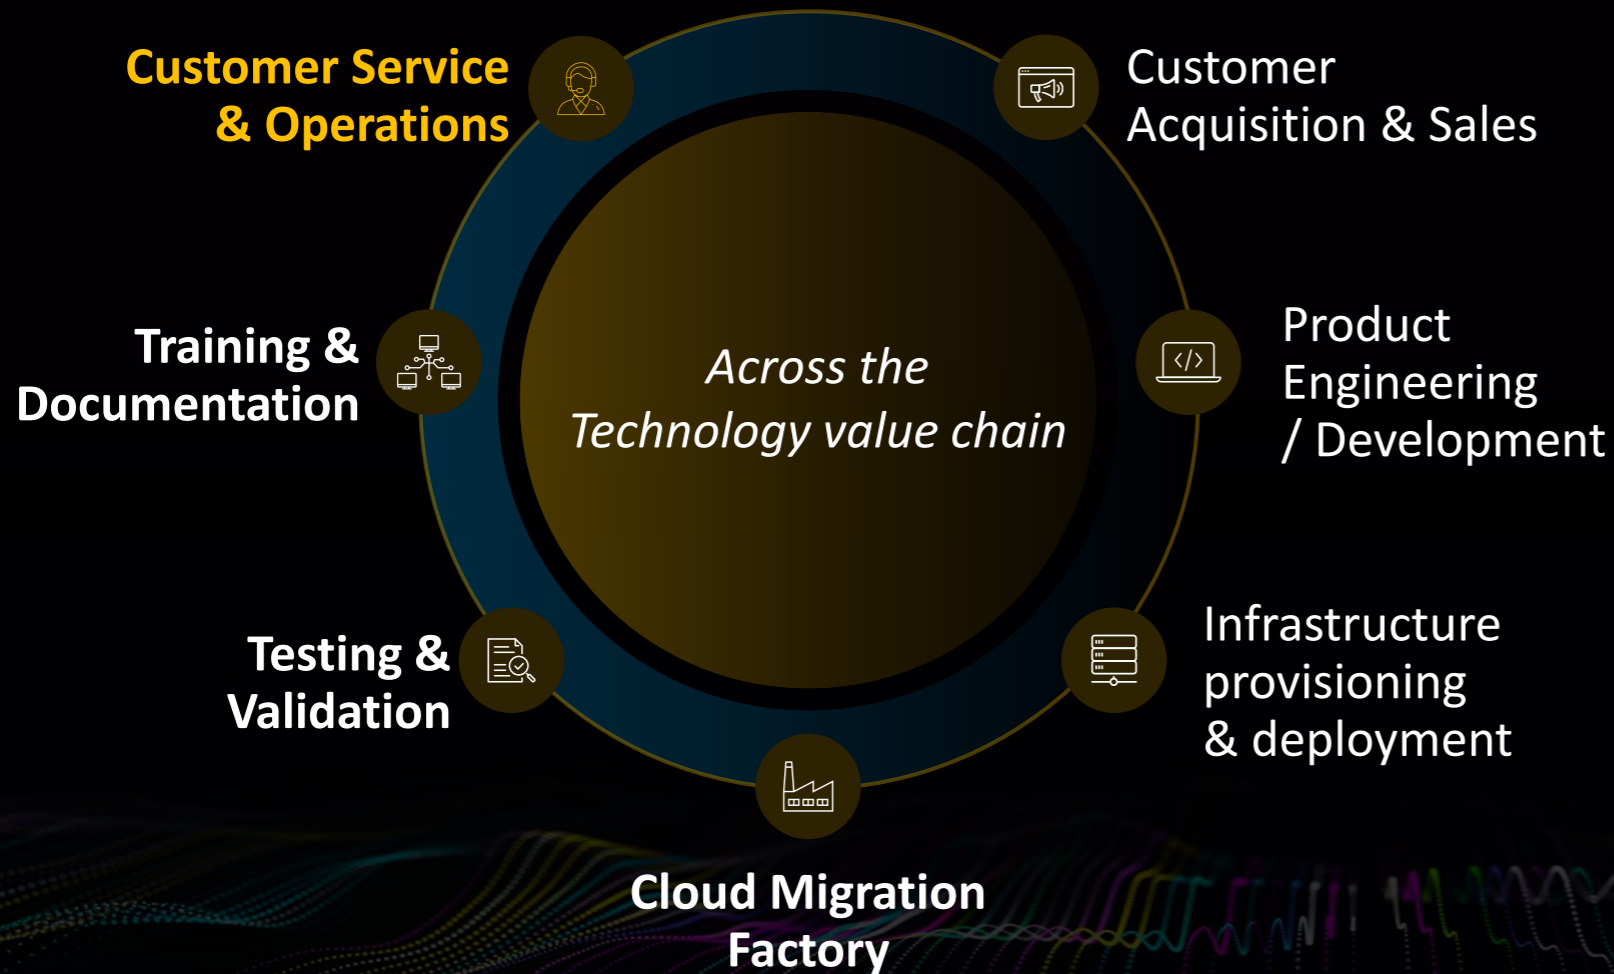 Customer Service
& Operations
Customer
Acquisition & Sales
Training &
Documentation
Across the
Technology value chain
Product
Engineering
/ Development
Testing &
Validation
Infrastructure
provisioning
& deployment
Cloud Migration
Factory